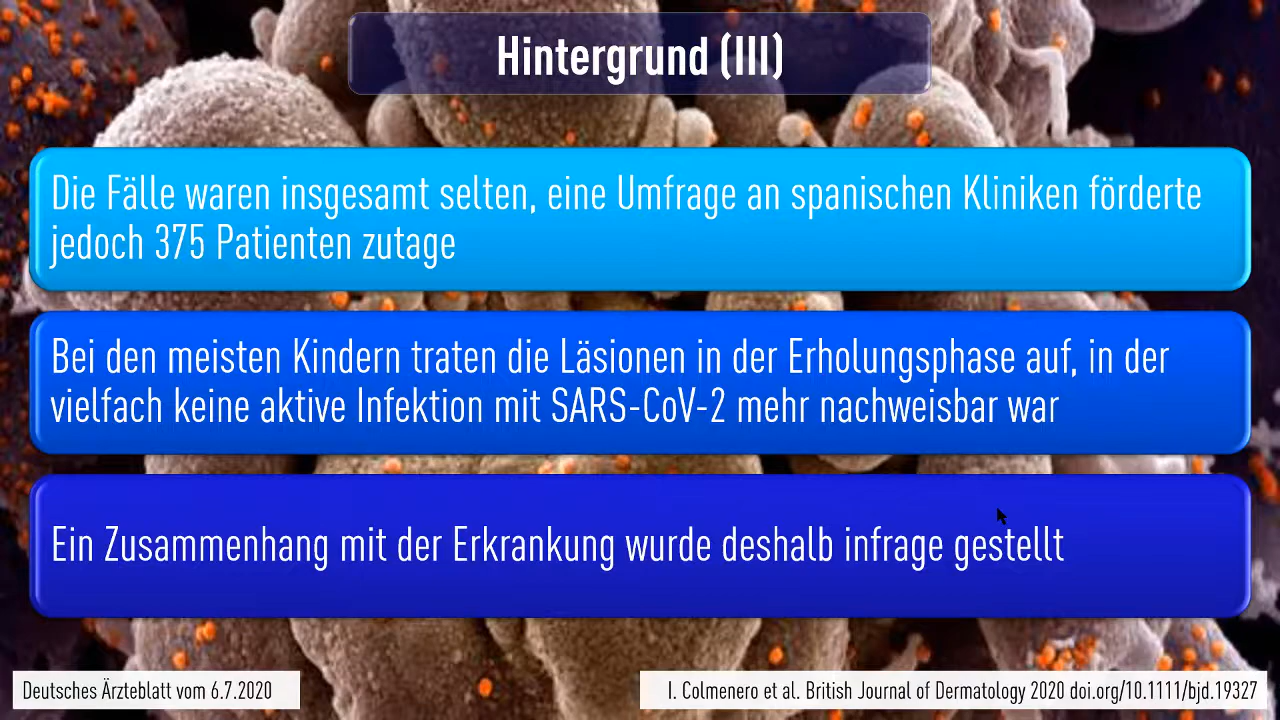 Hintergrund (III)
Die Fälle waren insgesamt selten, eine Umfrage an spanischen Kliniken förderte
jedoch 375 Patienten zutage
Bei den meisten Kindern traten die Läsionen in der Erholungsphase auf, in der
vielfach keine aktive Infektion mit SARS-CoV-2 mehr nachweisbar war
Ein Zusammenhang mit der Erkrankung wurde deshalb infrage gestellt
Deutsches Ärzteblatt vom 6.7.2020
I. Colmenero et al. British Journal of Dermatology 2020 doi.org/10.1111/bjd.19327